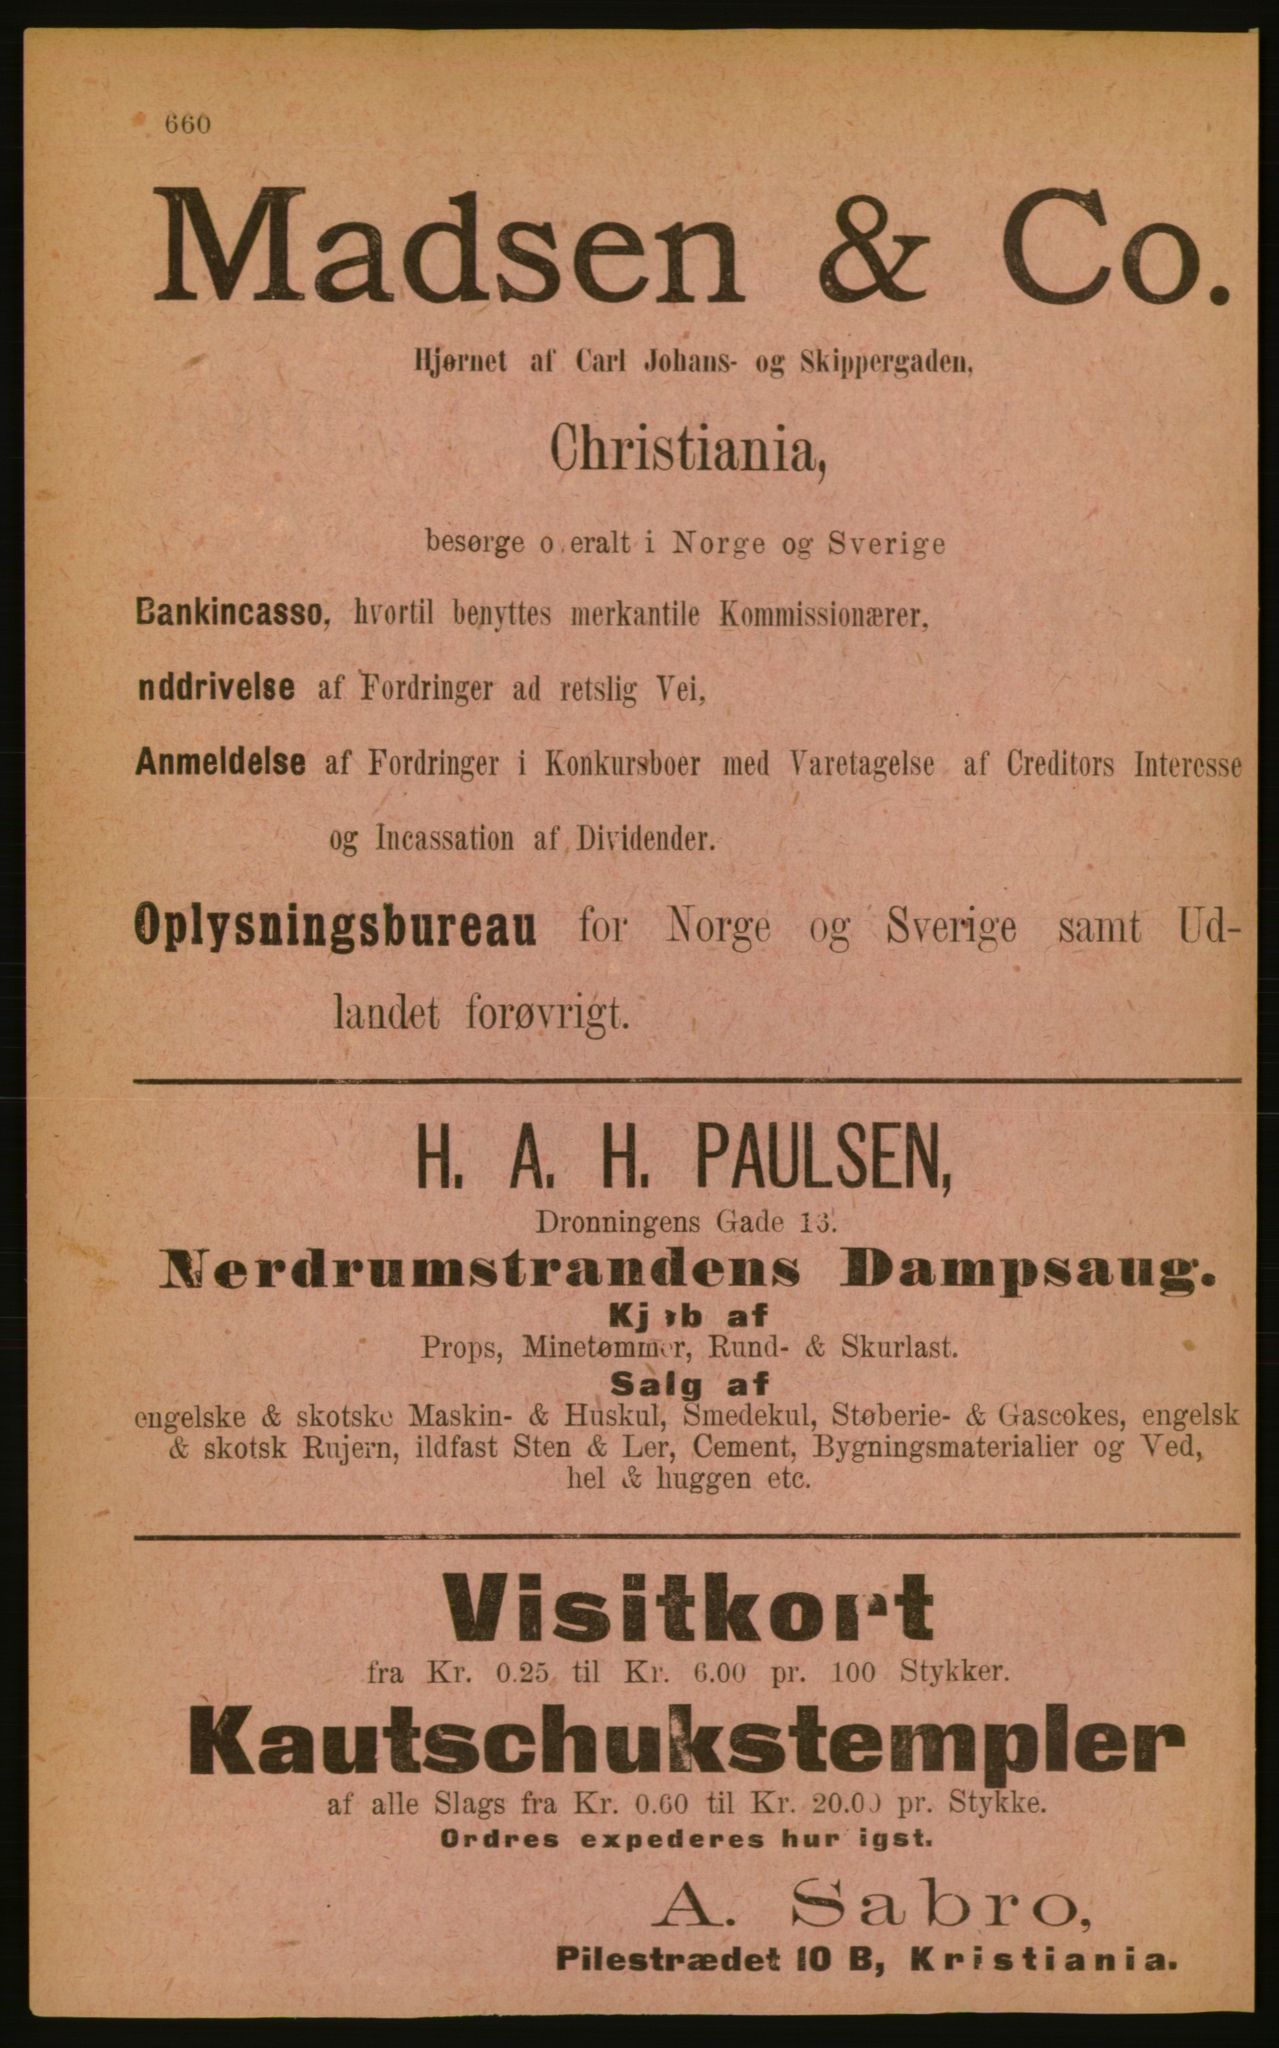 660
Madsen & Co.
Hjørnet af Carl Johans- og Skippergaden,
Christiania,
besørge o eralt i Norge og Sverige
Bankincasso, hvortil benyttes merkantile Kommissionærer,
nddrivelse af Fordringer ad retslig Vei,
Anmeldelse af Fordringer i Konkursboer med Varetagelse af Creditors Interesse
og Incassation af Dividender.
Oplysningsbureau for Norge og Sverige samt Ud-
landet forøvrigt.
H. A. H. PAULSEN,
Dronningens Gade 13.
Nerdrumstrandens Dampsaug.
Kjøb af
Props, Minetømmer, Rund- & Skurlast.
Salg af
engelske & skotske Maskin- & Huskul, Smedekul, Støberie- & Gascokes, engelsk
& skotsk Rujern, ildfast Sten & Ler, Cement, Bygningsmaterialier og Ved,
hel & huggen etc.
Visitkort
fra Kr. 0.25 til Kr. 6.00 pr. 100 Stykker.
Kautschukstempler
af alle Slags fra Kr. 0.60 til Kr. 20.00 pr. Stykke.
Ordres expederes hur igst.
A. Sabro,
Pilestrædet 10 B, Kristiania.